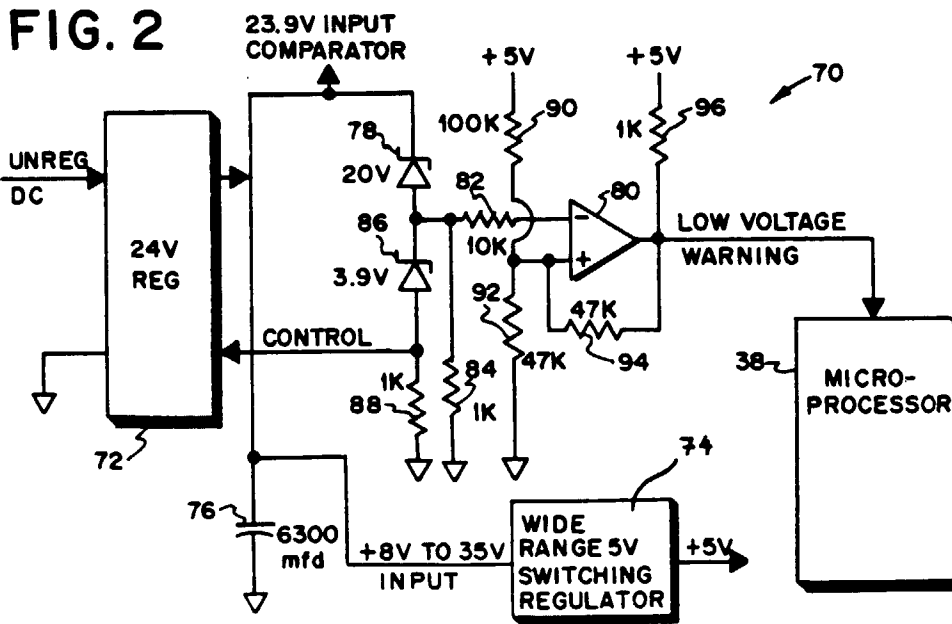 FIG. 2
23.9V INPUT
COMPARATOR
+5V
+5V
70
78
100K
90
1K
96
UNREG
DC
20V
82
80
24V
REG
86
10K
-
+
LOW VOLTAGE
WARNING
3.9V
92
47K
CONTROL
94
47K
1K
88
84
1K
38
MICRO-
PROCESSOR
72
74
76
6300
mfd
+8V TO 35V
INPUT
WIDE
RANGE 5V
SWITCHING
REGULATOR
+5V